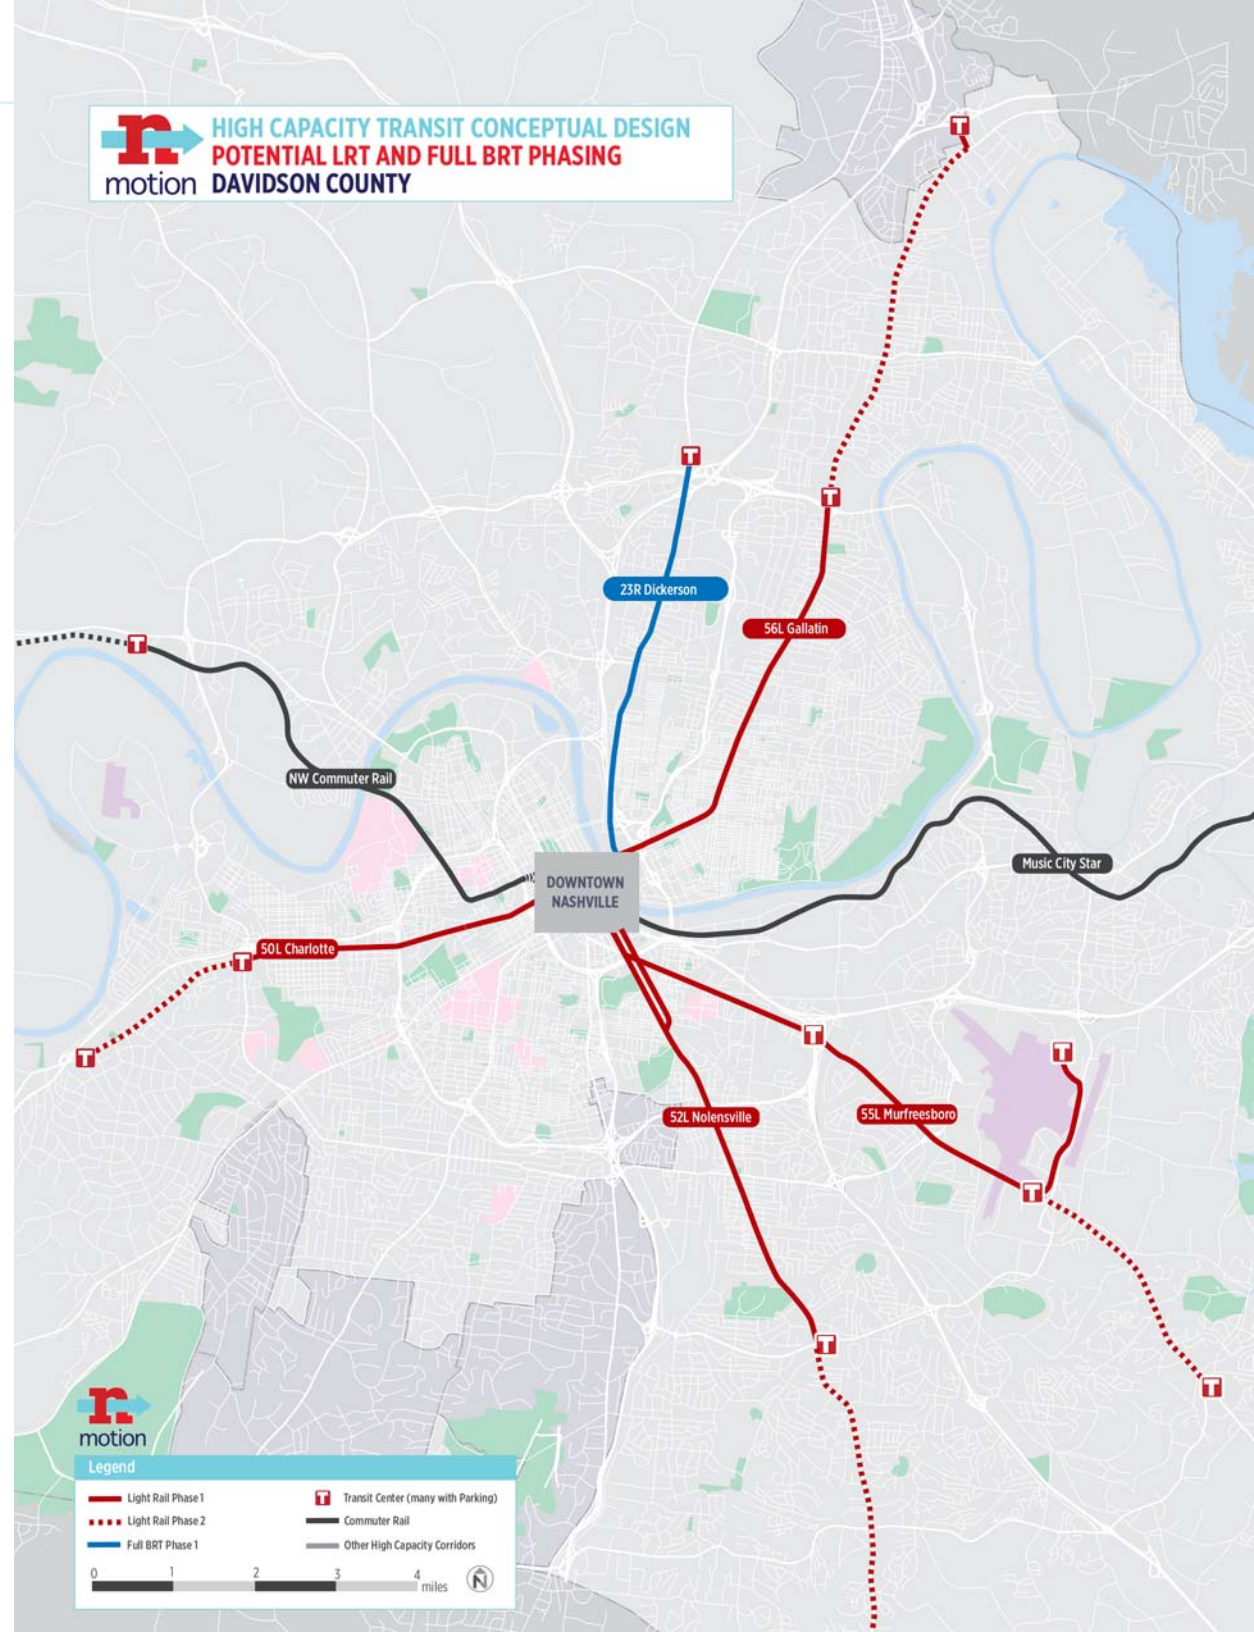 n
motion
HIGH CAPACITY TRANSIT CONCEPTUAL DESIGN
POTENTIAL LRT AND FULL BRT PHASING
DAVIDSON COUNTY
T
T
T
23R Dickerson
56L Gallatin
T
NW Commuter Rail
Music City Star
DOWNTOWN
NASHVILLE
50L Charlotte
T
T
T
T
52L Nolensville
55L Murfreesboro
T
T
T
n
motion
Legend
Light Rail Phase 1
Light Rail Phase 2
Full BRT Phase 1
T Transit Center (many with Parking)
Commuter Rail
Other High Capacity Corridors
0 1 2 3 4
miles
N